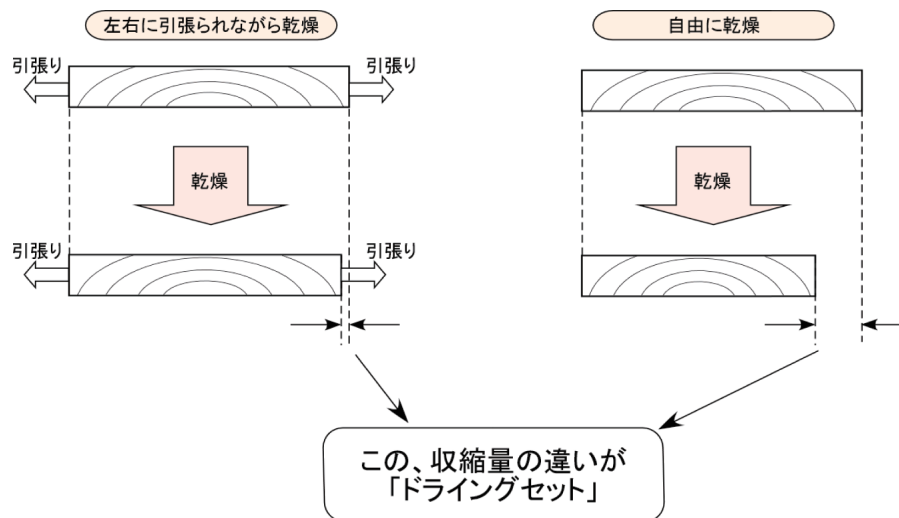 左右に引張られながら乾燥
自由に乾燥
引張り
引張り
乾燥
乾燥
引張り
引張り
この、収縮量の違いが
「ドライングセット」